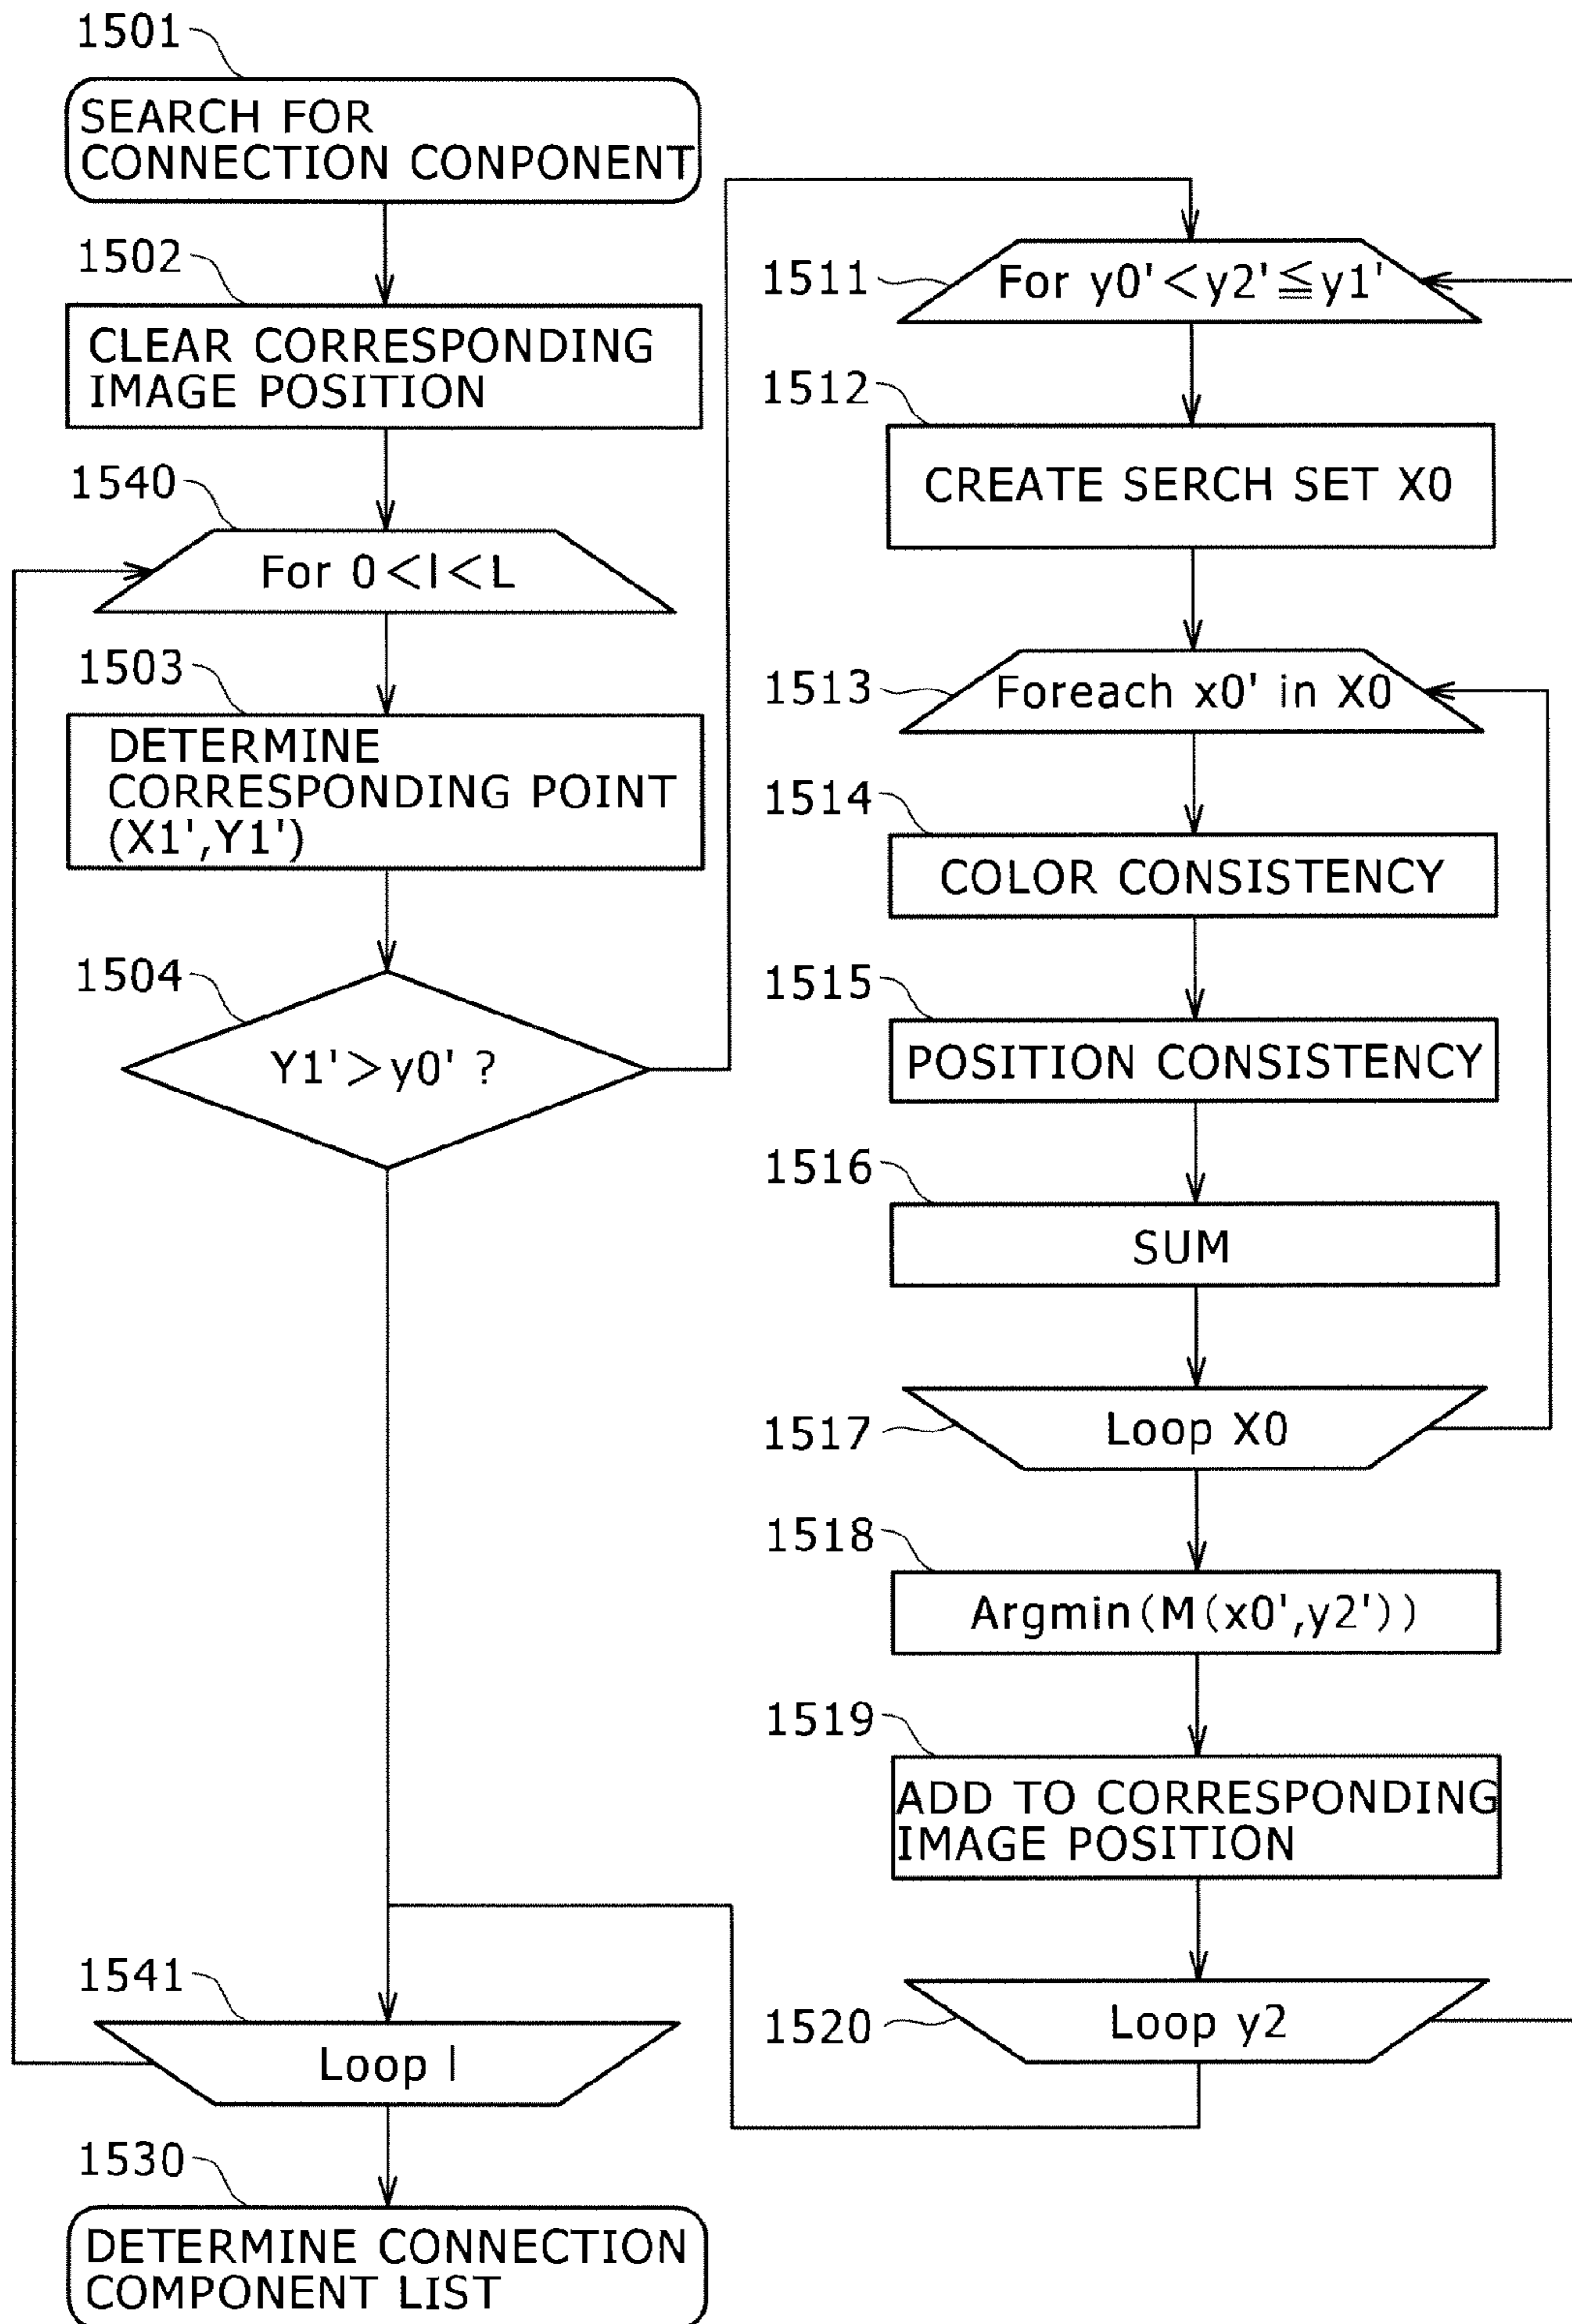 1501
SEARCH FOR
CONNECTION CONPONENT
1502
CLEAR CORRESPONDING
IMAGE POSITION
1540
For 0<l<L
1503
DETERMINE
CORRESPONDING POINT
(X1',Y1')
1504
Y1'>y0' ?
1541
Loop l
1530
DETERMINE CONNECTION
COMPONENT LIST
1511
For y0'<y2'≦y1'
1512
CREATE SERCH SET X0
1513
Foreach x0' in X0
1514
COLOR CONSISTENCY
1515
POSITION CONSISTENCY
1516
SUM
1517
Loop X0
1518
Argmin(M(x0',y2'))
1519
ADD TO CORRESPONDING
IMAGE POSITION
1520
Loop y2